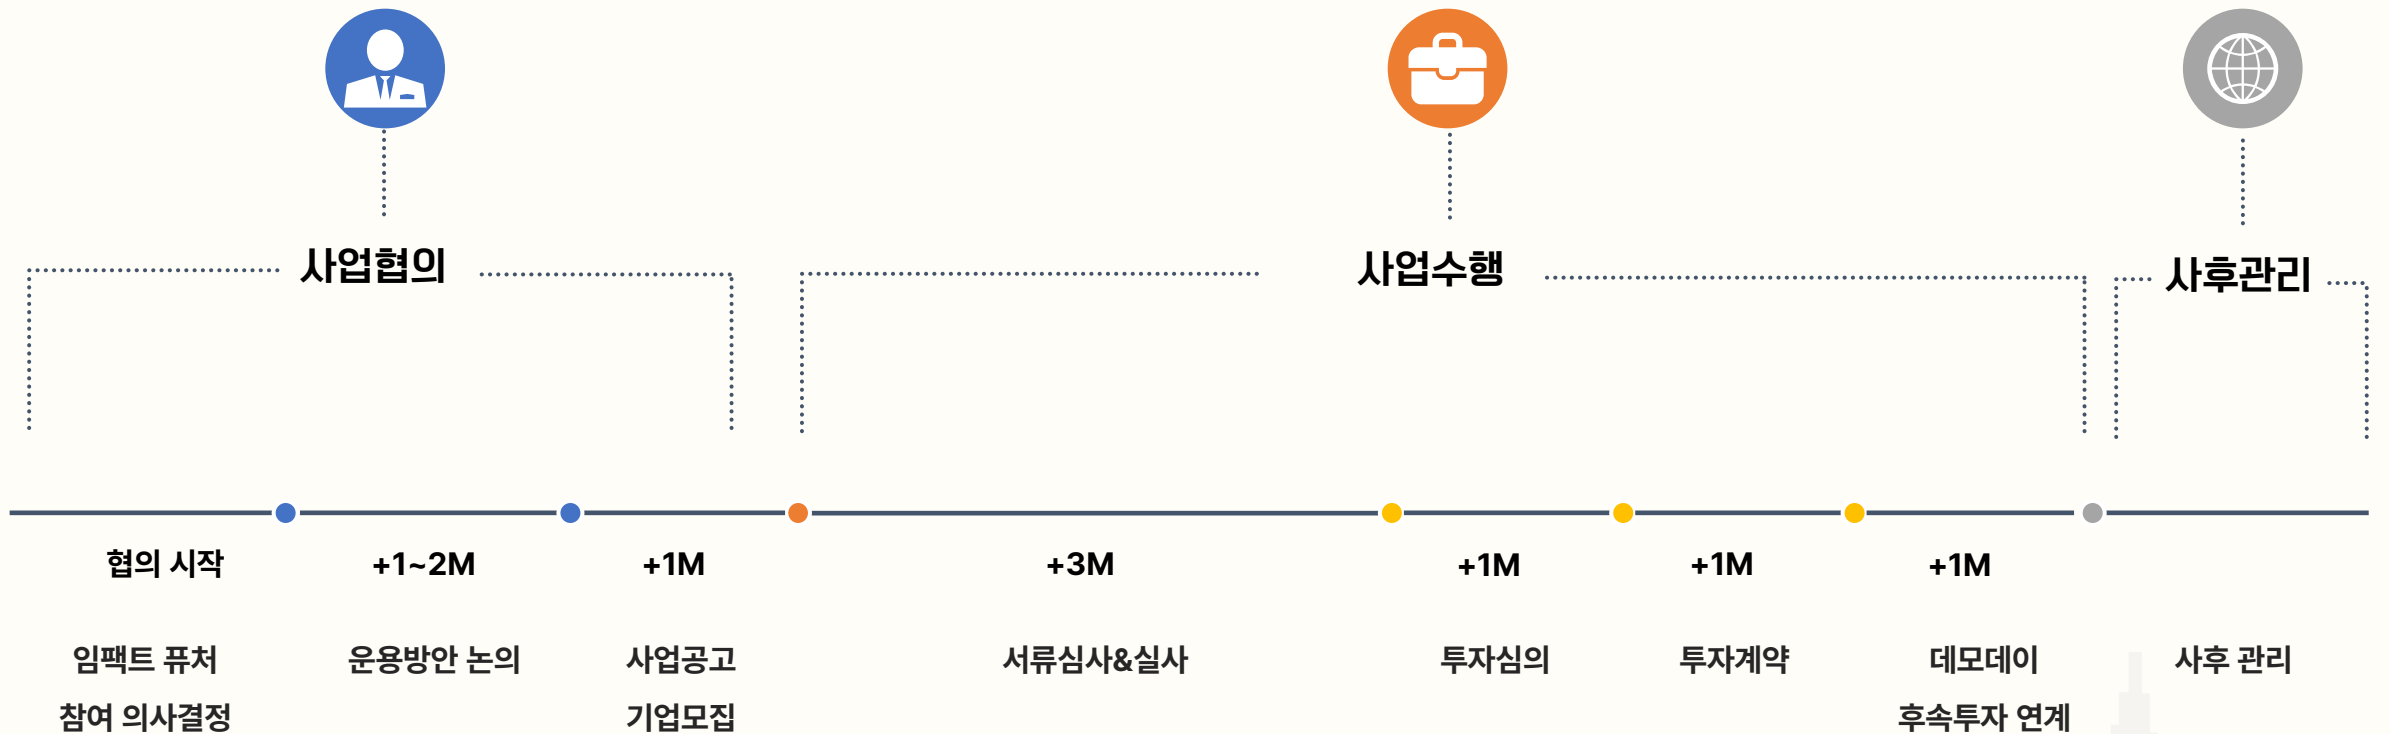 사업협의
사업수행
사후관리
협의 시작
+1~2M
+1M
+3M
+1M
+1M
+1M
임팩트 퓨처
참여 의사결정
운용방안 논의
사업공고
기업모집
서류심사&실사
투자심의
투자계약
데모데이
후속투자 연계
사후 관리